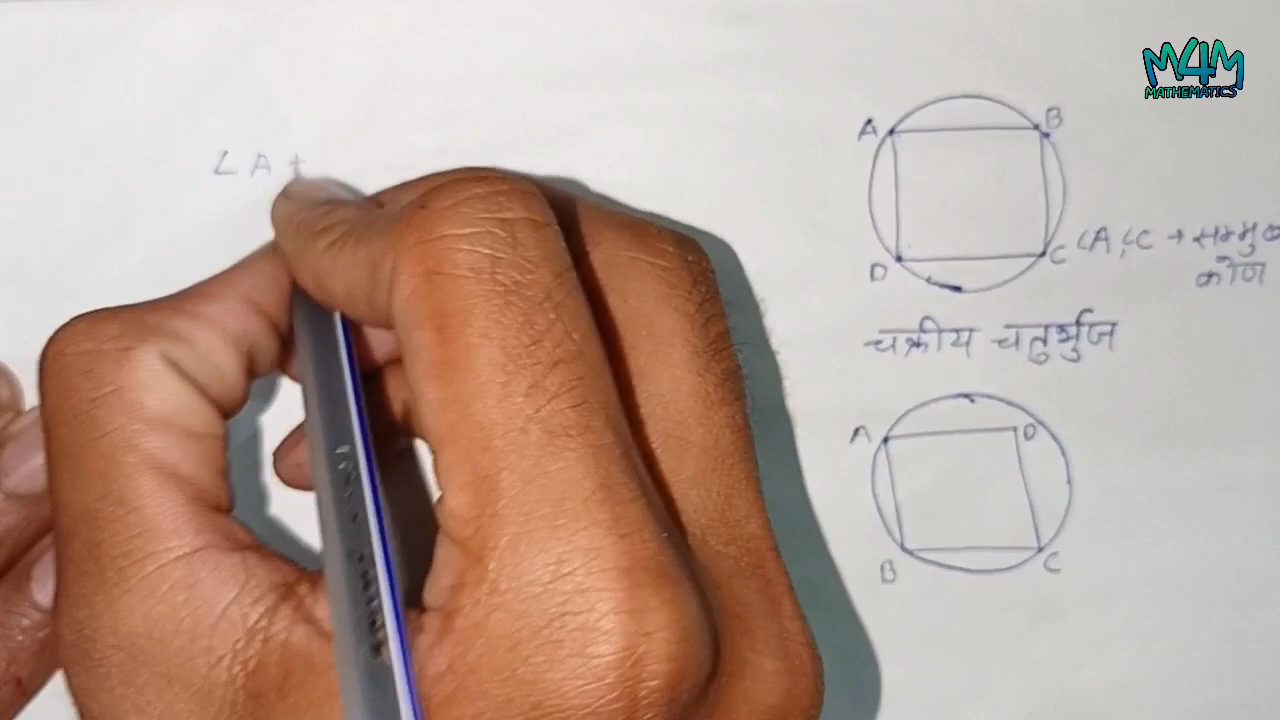 M4M
MATHEMATICS
∠A +
A B
D C ∠A, ∠C → सम्मुख
कोण
चक्रीय चतुर्भुज
A D
B C